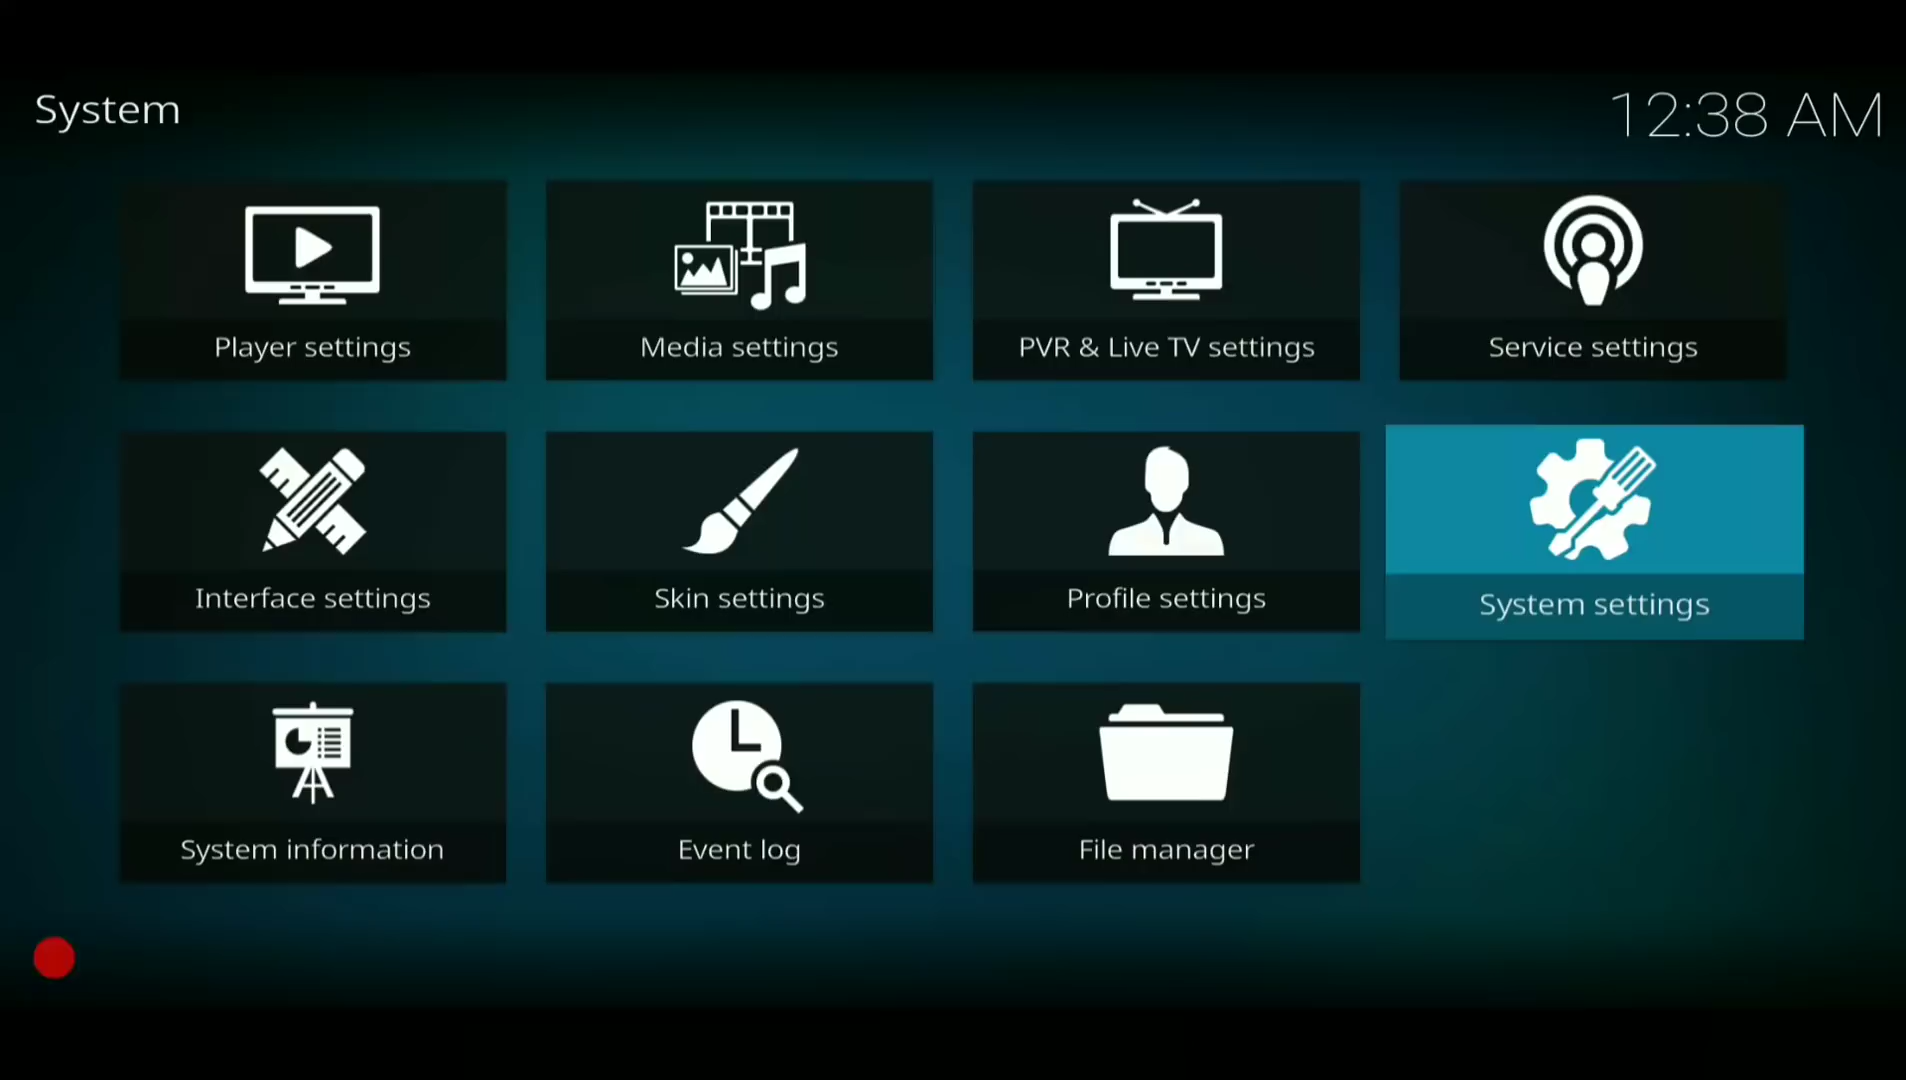 System
12:38 AM
Player settings
Media settings
PVR & Live TV settings
Service settings
Interface settings
Skin settings
Profile settings
System settings
System information
Event log
File manager